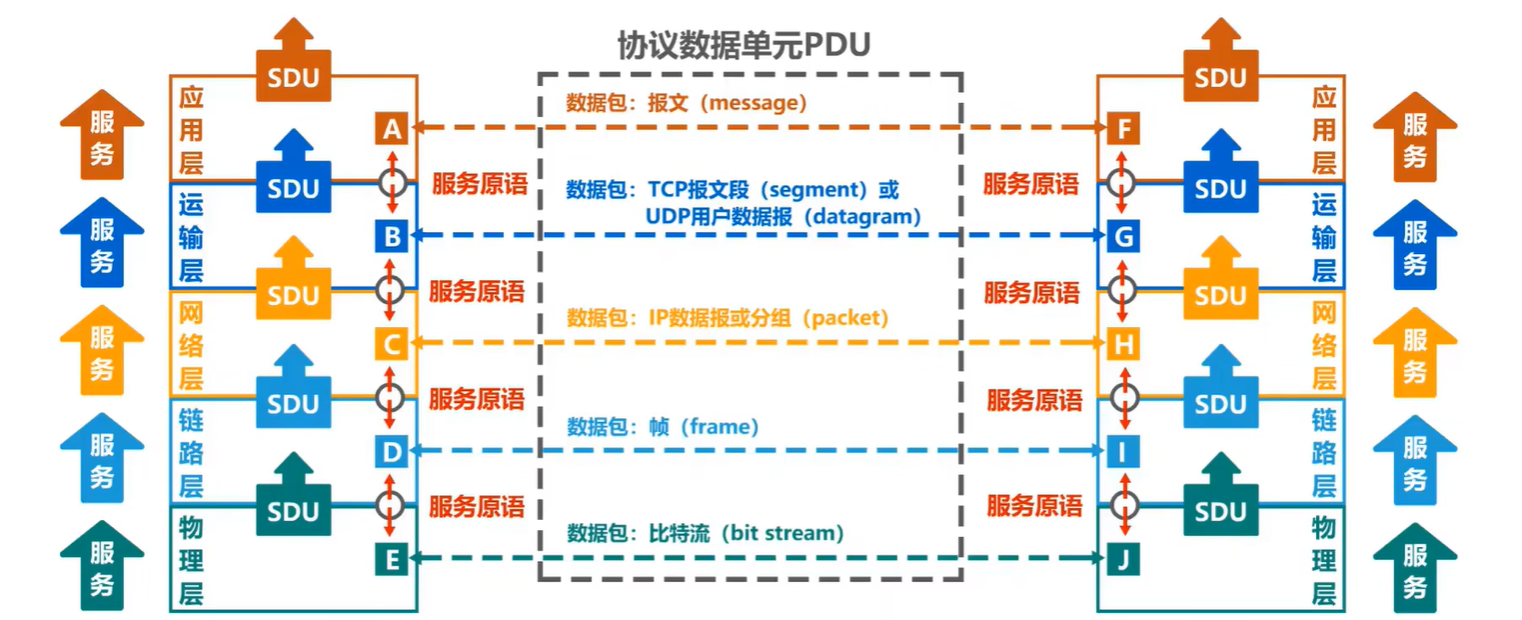 协议数据单元PDU
SDU
SDU
应用层
应用层
服务
服务
数据包：报文（message）
A
F
SDU
SDU
服务原语
服务原语
数据包：TCP报文段（segment）或
UDP用户数据报（datagram）
运输层
运输层
服务
服务
B
G
SDU
SDU
服务原语
服务原语
网络层
网络层
服务
服务
数据包：IP数据报或分组（packet）
C
H
SDU
SDU
服务原语
服务原语
链路层
链路层
服务
服务
数据包：帧（frame）
D
I
SDU
SDU
服务原语
服务原语
物理层
物理层
服务
服务
数据包：比特流（bit stream）
E
J